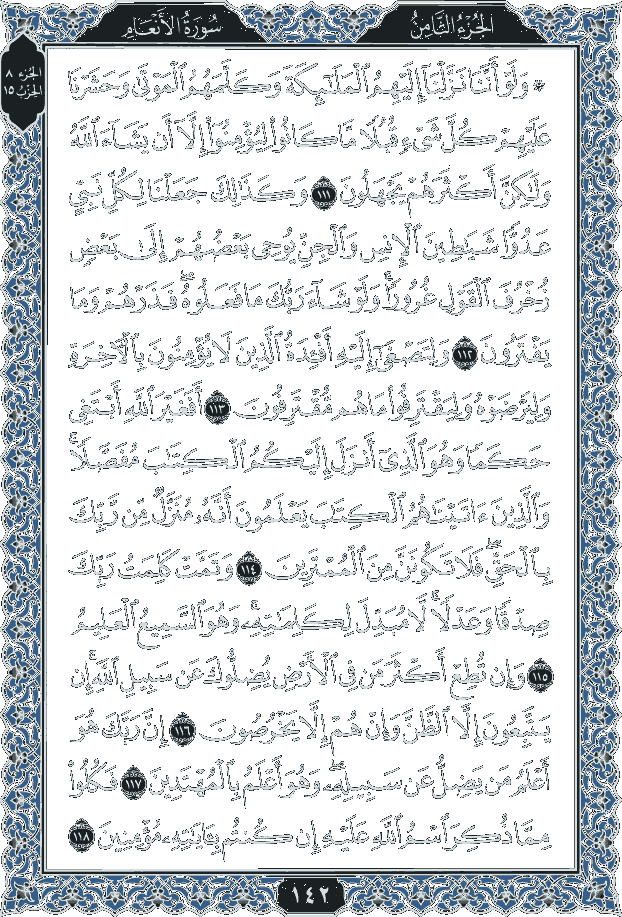 الجزء الثامن
سورة الأنعام
الجزء ٨
الحزب ١٥
۞ وَلَوْ أَنَّنَا نَزَّلْنَآ إِلَيْهِمُ ٱلْمَلَـٰٓئِكَةَ وَكَلَّمَهُمُ ٱلْمَوْتَىٰ وَحَشَرْنَا
عَلَيْهِمْ كُلَّ شَىْءٍ قُبُلًا مَّا كَانُوا۟ لِيُؤْمِنُوٓا۟ إِلَّآ أَن يَشَآءَ ٱللَّهُ
وَلَـٰكِنَّ أَكْثَرَهُمْ يَجْهَلُونَ ١١١ وَكَذَٰلِكَ جَعَلْنَا لِكُلِّ نَبِىٍّ
عَدُوًّا شَيَـٰطِينَ ٱلْإِنسِ وَٱلْجِنِّ يُوحِى بَعْضُهُمْ إِلَىٰ بَعْضٍ
زُخْرُفَ ٱلْقَوْلِ غُرُورًا ۚ وَلَوْ شَآءَ رَبُّكَ مَا فَعَلُوهُ ۖ فَذَرْهُمْ وَمَا
يَفْتَرُونَ ١١٢ وَلِتَصْغَىٰٓ إِلَيْهِ أَفْـِٔدَةُ ٱلَّذِينَ لَا يُؤْمِنُونَ بِٱلْـَٔاخِرَةِ
وَلِيَرْضَوْهُ وَلِيَقْتَرِفُوا۟ مَا هُم مُّقْتَرِفُونَ ١١٣ أَفَغَيْرَ ٱللَّهِ أَبْتَغِى
حَكَمًا وَهُوَ ٱلَّذِىٓ أَنزَلَ إِلَيْكُمُ ٱلْكِتَـٰبَ مُفَصَّلًا ۚ
وَٱلَّذِينَ ءَاتَيْنَـٰهُمُ ٱلْكِتَـٰبَ يَعْلَمُونَ أَنَّهُۥ مُنَزَّلٌ مِّن رَّبِّكَ
بِٱلْحَقِّ ۖ فَلَا تَكُونَنَّ مِنَ ٱلْمُمْتَرِينَ ١١٤ وَتَمَّتْ كَلِمَتُ رَبِّكَ
صِدْقًا وَعَدْلًا ۚ لَّا مُبَدِّلَ لِكَلِمَـٰتِهِۦ ۚ وَهُوَ ٱلسَّمِيعُ ٱلْعَلِيمُ
١١٥ وَإِن تُطِعْ أَكْثَرَ مَن فِى ٱلْأَرْضِ يُضِلُّوكَ عَن سَبِيلِ ٱللَّهِ ۚ إِن
يَتَّبِعُونَ إِلَّا ٱلظَّنَّ وَإِنْ هُمْ إِلَّا يَخْرُصُونَ ١١٦ إِنَّ رَبَّكَ هُوَ
أَعْلَمُ مَن يَضِلُّ عَن سَبِيلِهِۦ ۖ وَهُوَ أَعْلَمُ بِٱلْمُهْتَدِينَ ١١٧ فَكُلُوا۟
مِمَّا ذُكِرَ ٱسْمُ ٱللَّهِ عَلَيْهِ إِن كُنتُم بِـَٔايَـٰتِهِۦ مُؤْمِنِينَ ١١٨
١٤٢